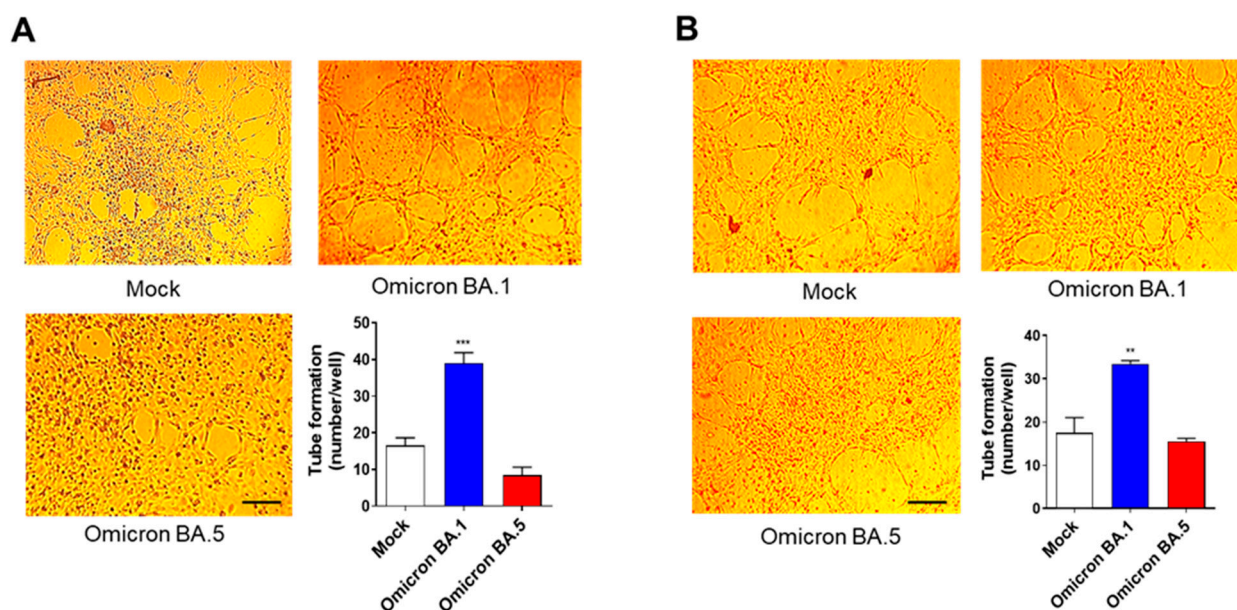 A
Mock
Omicron BA.1
Omicron BA.5
Tube formation
(number/well)
50
40
30
20
10
0
***
Mock
Omicron BA.1
Omicron BA.5
B
Mock
Omicron BA.1
Omicron BA.5
Tube formation
(number/well)
40
30
20
10
0
**
Mock
Omicron BA.1
Omicron BA.5